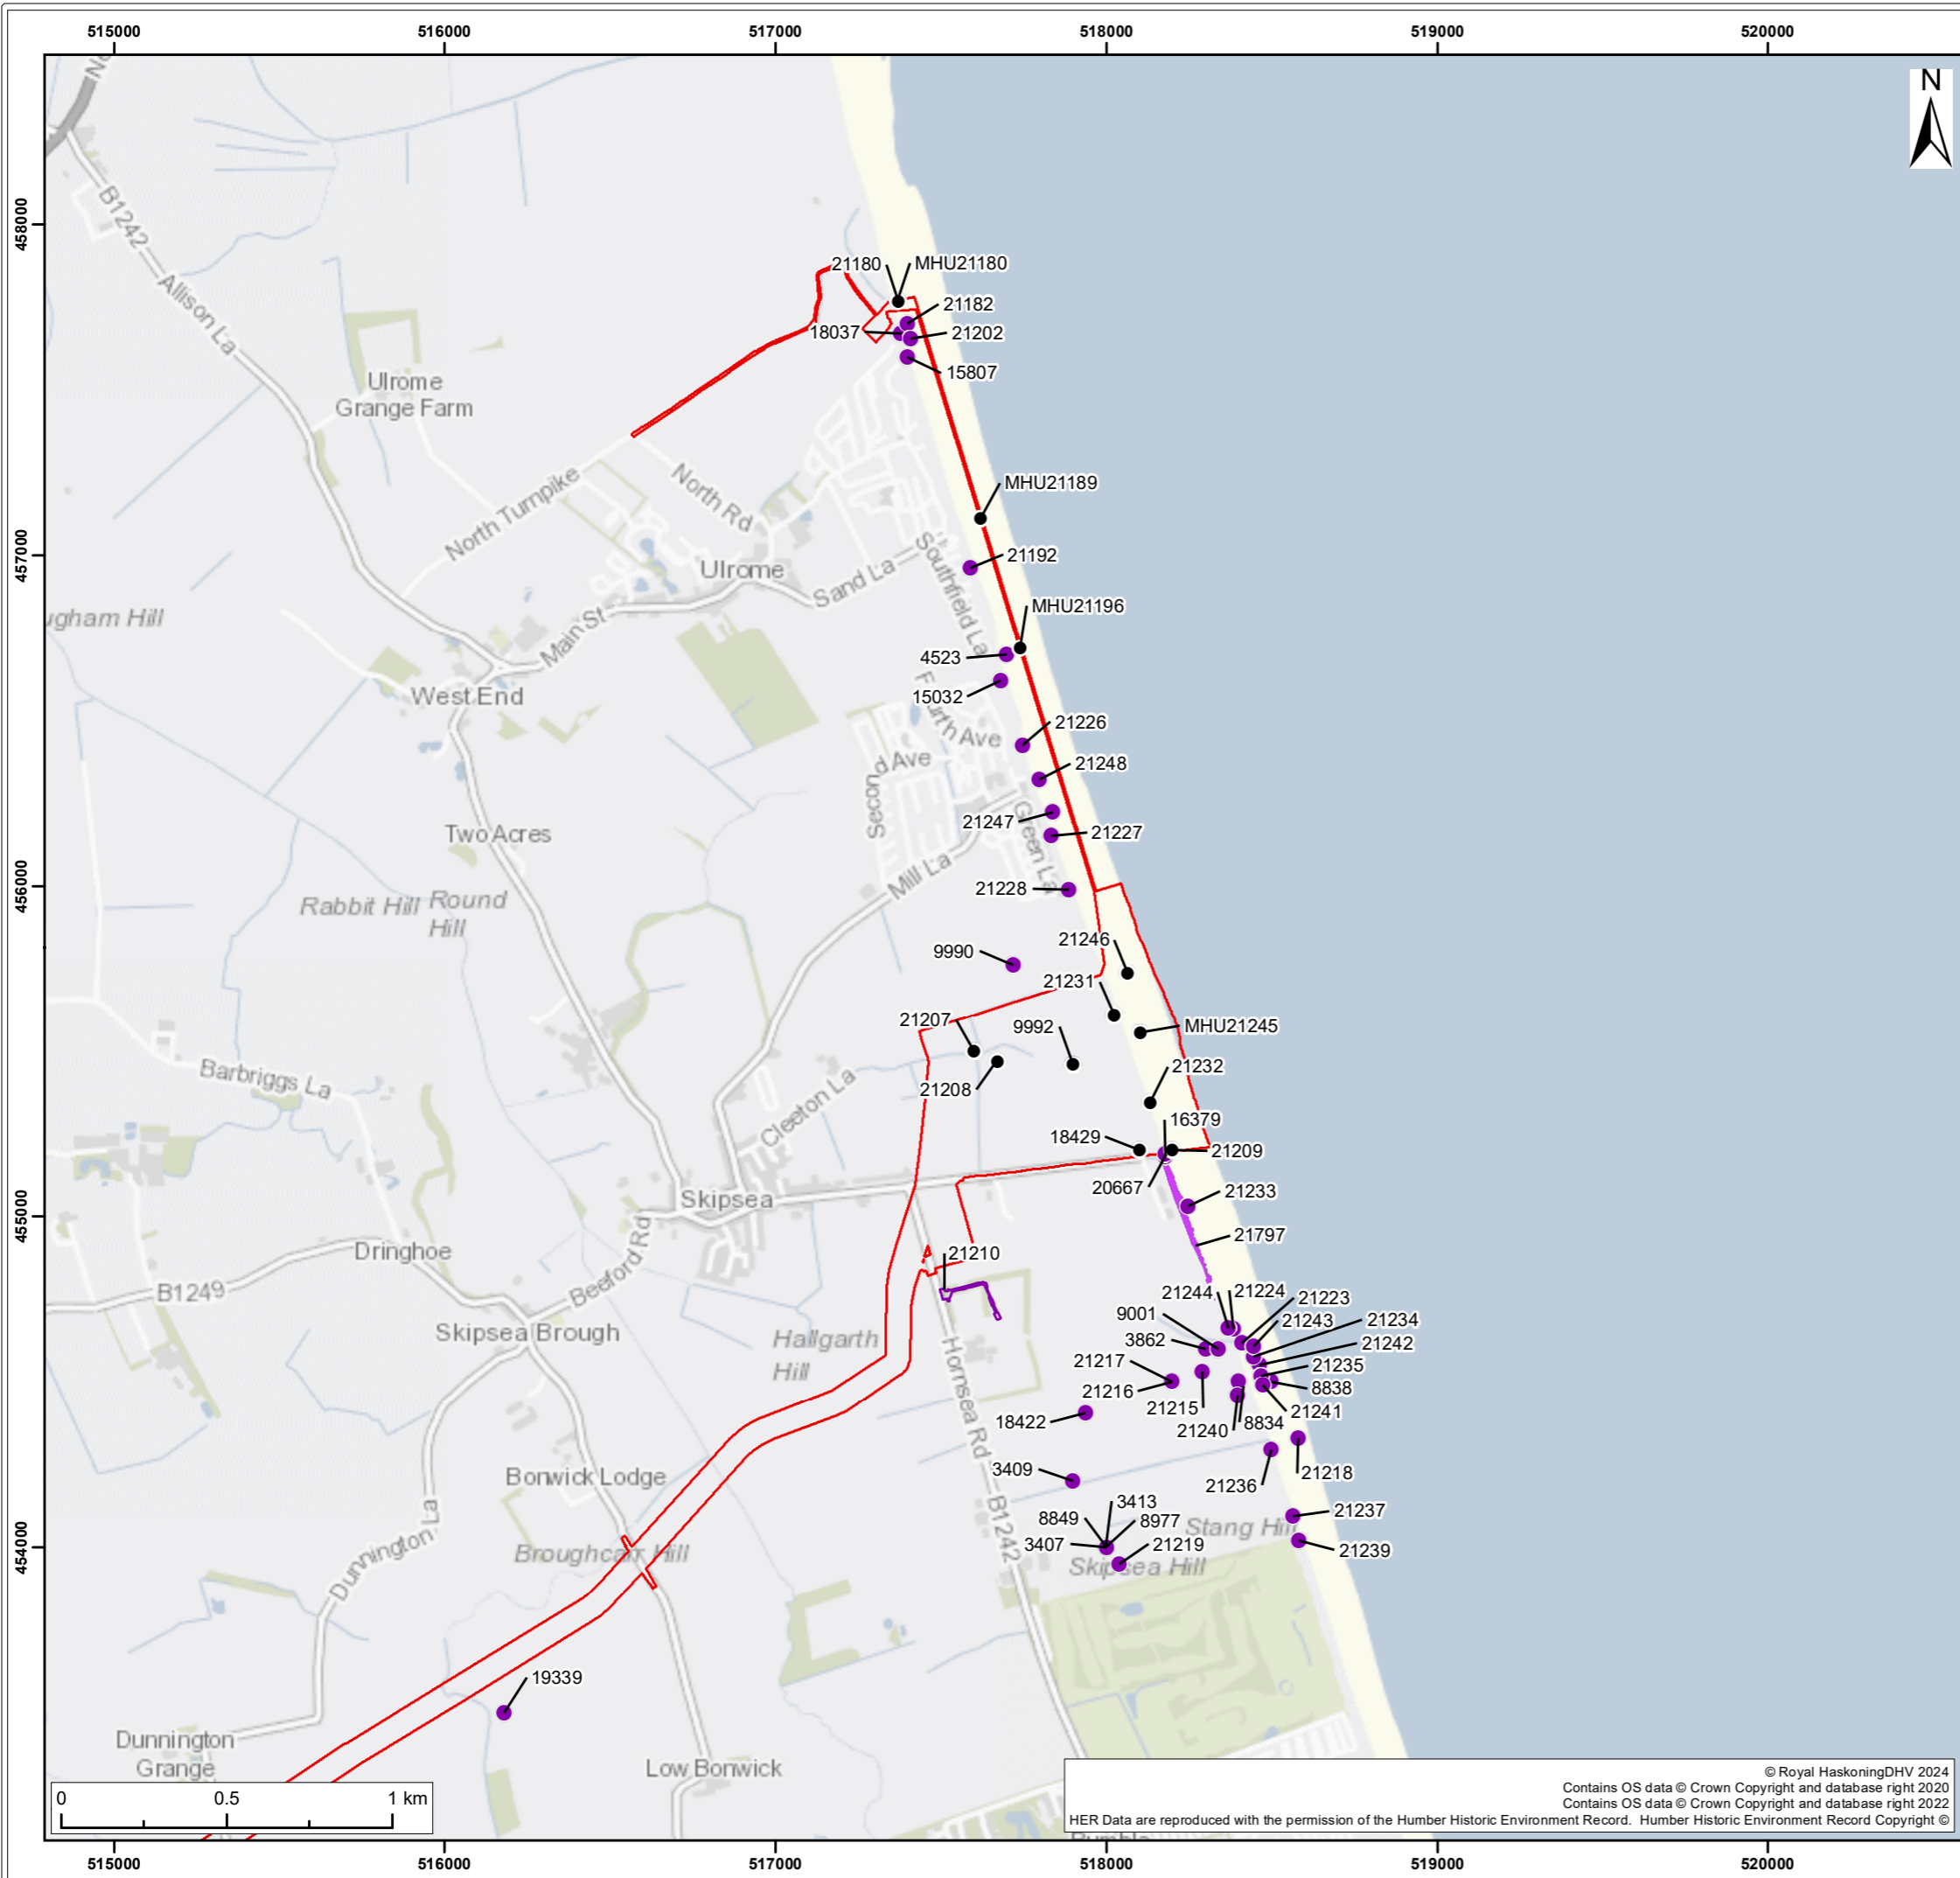 515000
516000
517000
518000
519000
520000
N
458000
457000
456000
455000
454000
B1242
Allison La
21180
MHU21180
21182
18037
21202
15807
Ulrome
Grange Farm
North Turnpike
North Rd
MHU21189
21192
Southfield La
Ulrome
Sand La
Main St
MHU21196
4523
15032
West End
Fourth Ave
21226
Second Ave
21248
21247
21227
Green La
Two Acres
Mill La
21228
Rabbit Hill
Round
Hill
21246
9990
21231
21207
9992
MHU21245
21208
21232
Barbriggs La
Cleeton La
16379
18429
21209
20667
Skipsea
21233
21797
Dringhoe
Beeford Rd
B1249
21210
21244
21224
21223
21243
21234
21242
21235
8838
21241
9001
3862
21217
21216
21215
21240
8834
Skipsea Brough
Hallgarth
Hill
Hornsea Rd
18422
21218
21236
Bonwick Lodge
3409
3413
8849
8977
3407
21219
21237
21239
Stang Hill
Skipsea Hill
B1242
Dunnington La
Broughcarr Hill
19339
Dunnington
Grange
Low Bonwick
0
0.5
1 km
© Royal HaskoningDHV 2024
Contains OS data © Crown Copyright and database right 2020
Contains OS data © Crown Copyright and database right 2022
HER Data are reproduced with the permission of the Humber Historic Environment Record. Humber Historic Environment Record Copyright ©
515000
516000
517000
518000
519000
520000